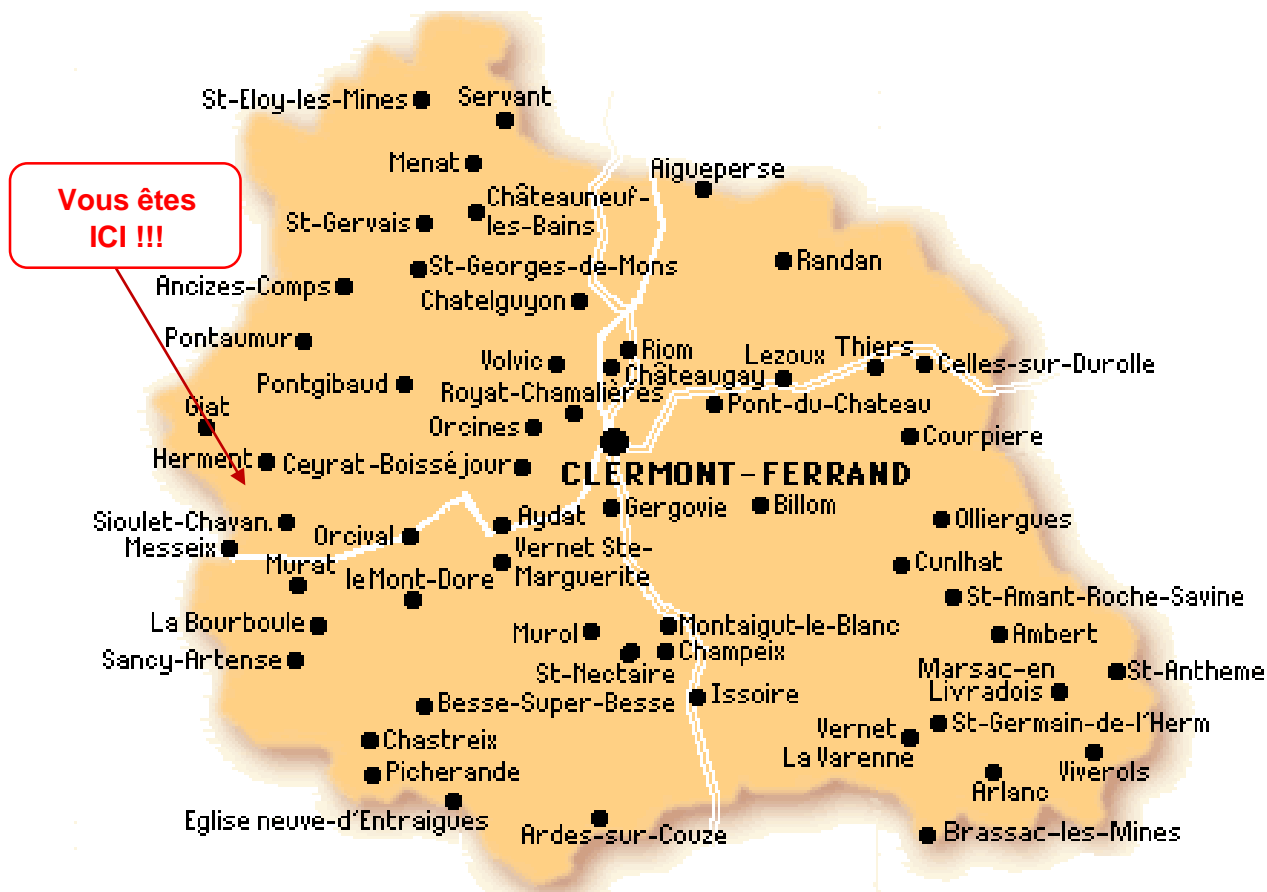 St-Eloy-les-Mines
Servant
Menat
Aigueperse
Vous êtes
ICI !!!
Châteauneuf-
les-Bains
St-Gervais
St-Georges-de-Mons
Randan
Ancizes-Comps
Chatelguyon
Pontaumur
Riom
Volvic
Lezoux
Thiers
Celles-sur-Durolle
Châteaugay
Pontgibaud
Royat-Chamalières
Pont-du-Chateau
Giat
Orcines
Courpiere
Herment
Ceyrat-Boisséjour
CLERMONT-FERRAND
Gergovie
Billom
Sioulet-Chavan.
Orcival
Aydat
Olliergues
Messeix
Vernet Ste-
Marguerite
Murat
le Mont-Dore
Cunlhat
St-Amant-Roche-Savine
La Bourboule
Murol
Montaigut-le-Blanc
Ambert
Sancy-Artense
Champeix
St-Nectaire
Marsac-en
Livradois
St-Antheme
Besse-Super-Besse
Issoire
St-Germain-de-l'Herm
Vernet
La Varenne
Chastreix
Viverols
Picherande
Arlanc
Eglise neuve-d'Entraigues
Ardes-sur-Couze
Brassac-les-Mines